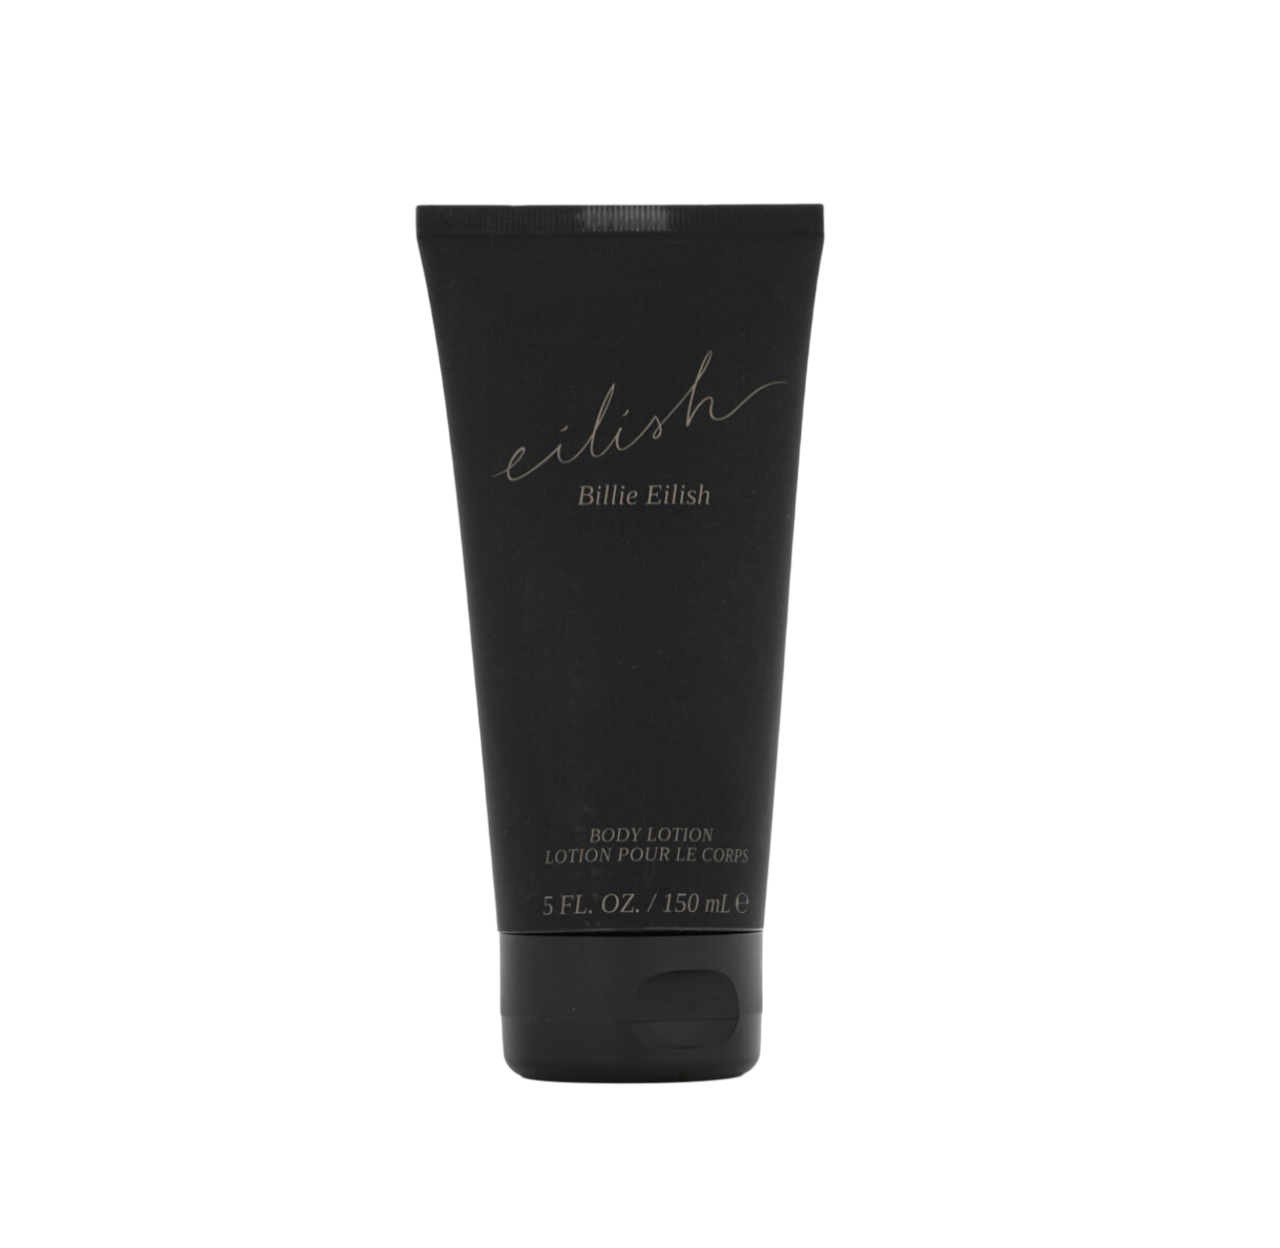 eilish
Billie Eilish
BODY LOTION
LOTION POUR LE CORPS
5 FL. OZ. / 150 mL ℮